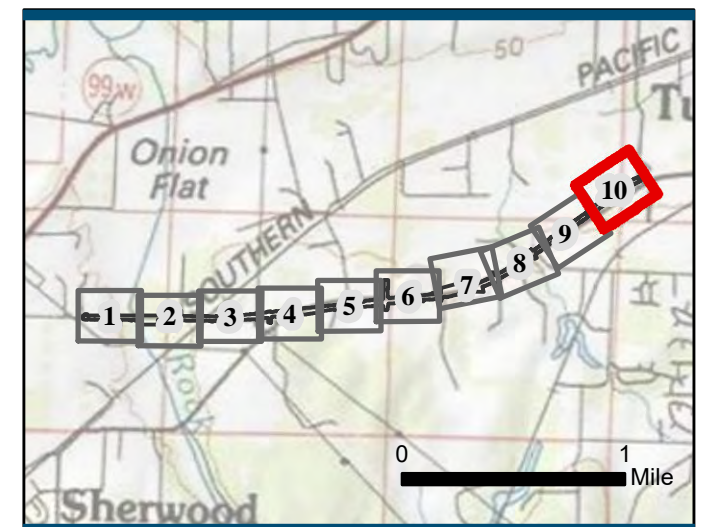 50
PACIFIC
99W
Tu
Onion
Flat
10
SOUTHERN
9
8
7
6
5
4
3
2
1
Rock
0 1
Mile
Sherwood